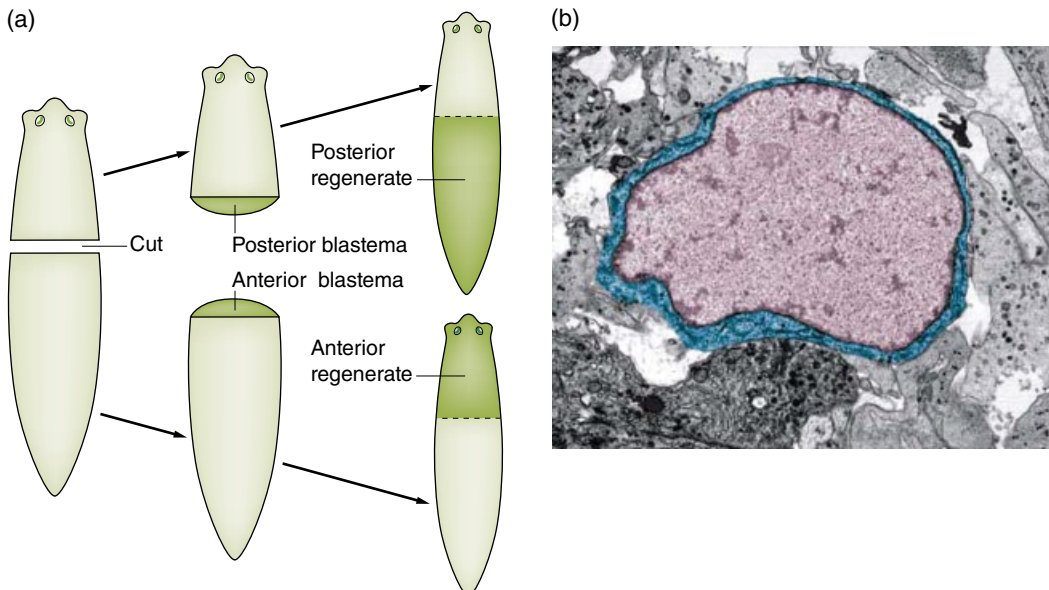 (a)
(b)
Posterior
regenerate
Cut
Posterior blastema
Anterior blastema
Anterior
regenerate